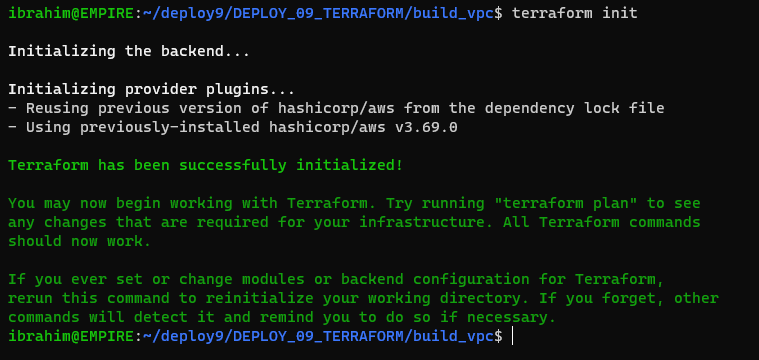 ibrahim@EMPIRE:~/deploy9/DEPLOY_09_TERRAFORM/build_vpc$ terraform init
Initializing the backend...
Initializing provider plugins...
- Reusing previous version of hashicorp/aws from the dependency lock file
- Using previously-installed hashicorp/aws v3.69.0
Terraform has been successfully initialized!
You may now begin working with Terraform. Try running "terraform plan" to see
any changes that are required for your infrastructure. All Terraform commands
should now work.
If you ever set or change modules or backend configuration for Terraform,
rerun this command to reinitialize your working directory. If you forget, other
commands will detect it and remind you to do so if necessary.
ibrahim@EMPIRE:~/deploy9/DEPLOY_09_TERRAFORM/build_vpc$